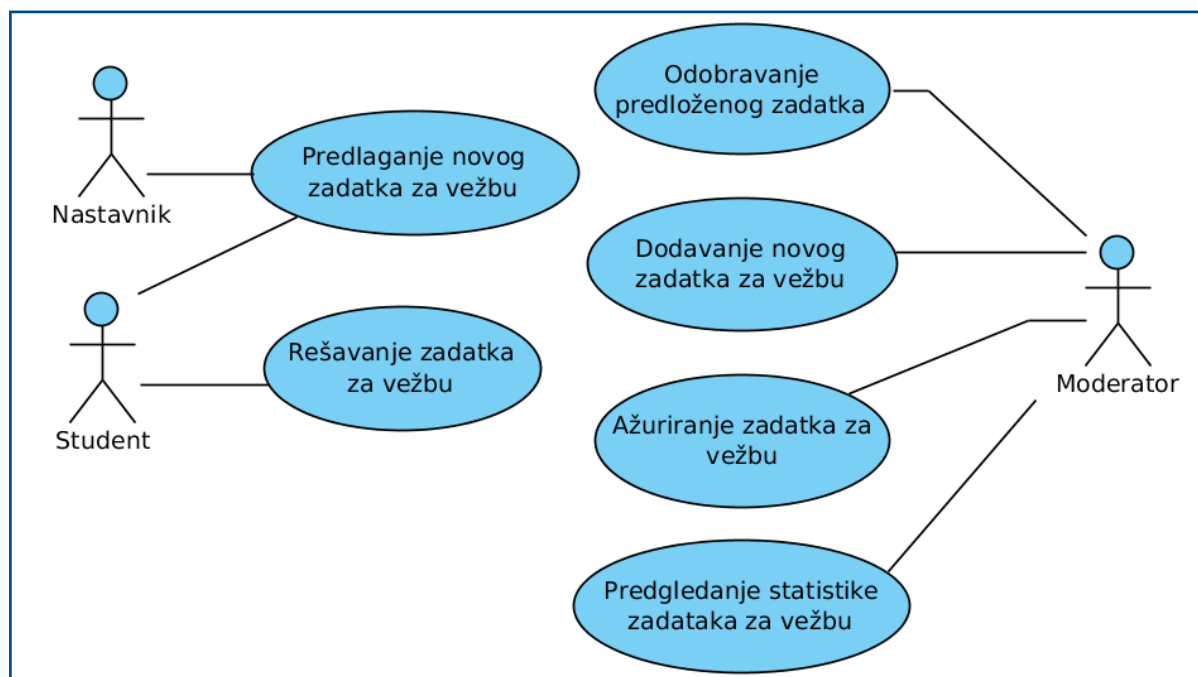 Nastavnik
Predlaganje novog
zadatka za vežbu
Student
Rešavanje zadatka
za vežbu
Odobravanje
predloženog zadatka
Dodavanje novog
zadatka za vežbu
Ažuriranje zadatka za
vežbu
Predgledanje statistike
zadataka za vežbu
Moderator